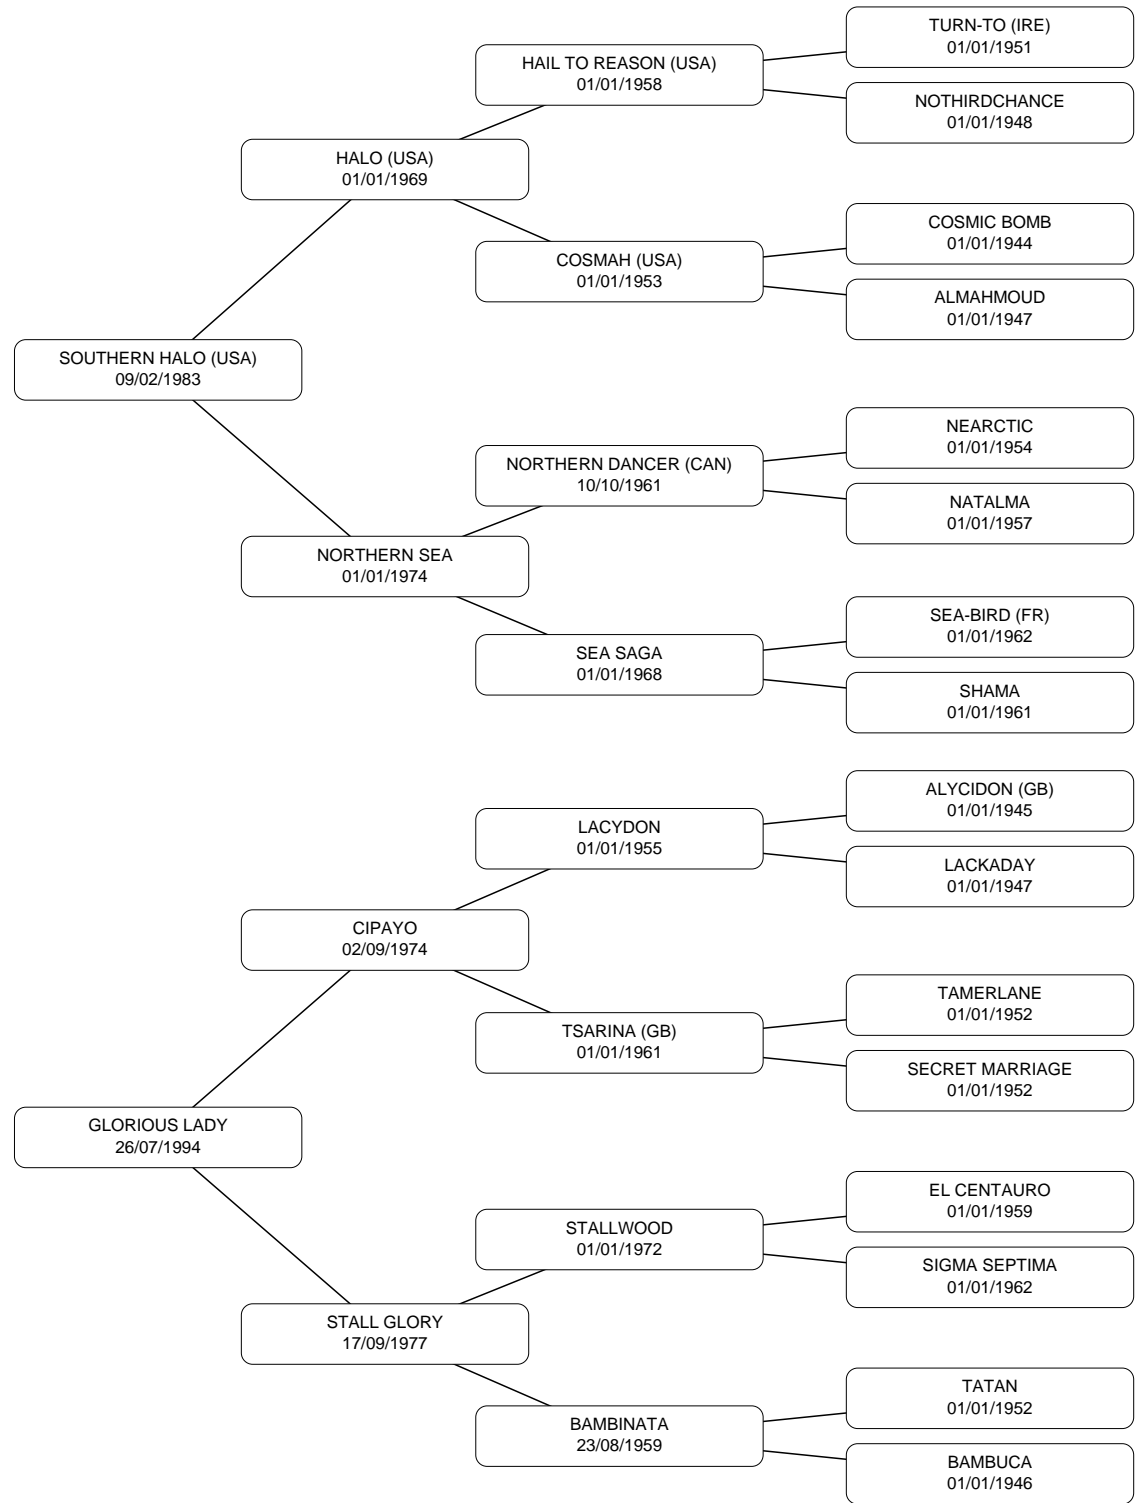 TURN-TO (IRE)
01/01/1951
HAIL TO REASON (USA)
01/01/1958
NOTHIRDCHANCE
01/01/1948
HALO (USA)
01/01/1969
COSMIC BOMB
01/01/1944
COSMAH (USA)
01/01/1953
ALMAHMOUD
01/01/1947
SOUTHERN HALO (USA)
09/02/1983
NEARCTIC
01/01/1954
NORTHERN DANCER (CAN)
10/10/1961
NATALMA
01/01/1957
NORTHERN SEA
01/01/1974
SEA-BIRD (FR)
01/01/1962
SEA SAGA
01/01/1968
SHAMA
01/01/1961
ALYCIDON (GB)
01/01/1945
LACYDON
01/01/1955
LACKADAY
01/01/1947
CIPAYO
02/09/1974
TAMERLANE
01/01/1952
TSARINA (GB)
01/01/1961
SECRET MARRIAGE
01/01/1952
GLORIOUS LADY
26/07/1994
EL CENTAURO
01/01/1959
STALLWOOD
01/01/1972
SIGMA SEPTIMA
01/01/1962
STALL GLORY
17/09/1977
TATAN
01/01/1952
BAMBINATA
23/08/1959
BAMBUCA
01/01/1946